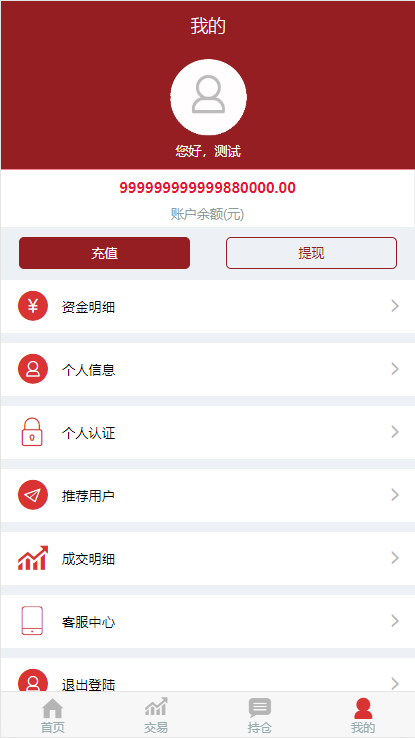 我的
您好，测试
999999999999880000.00
账户余额(元)
充值
提现
¥ 资金明细
个人信息
个人认证
推荐用户
成交明细
客服中心
退出登陆
首页 交易 持仓 我的